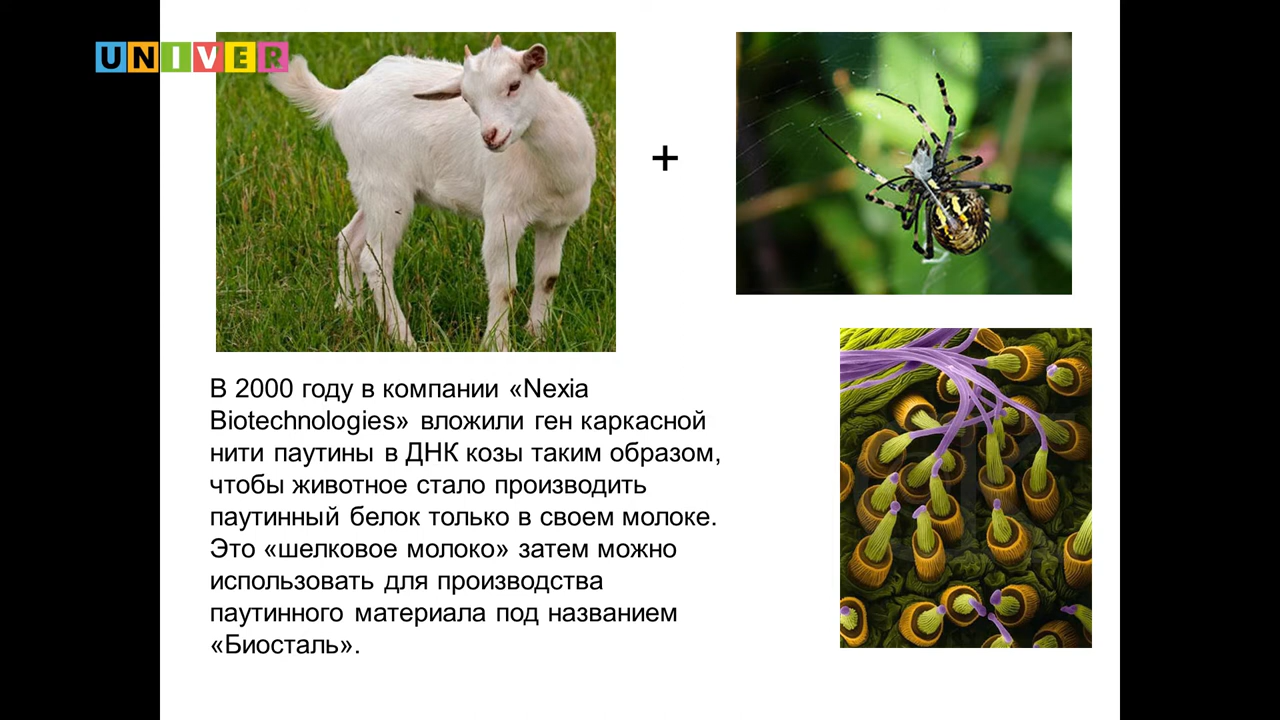 UNIVER
+
В 2000 году в компании «Nexia
Biotechnologies» вложили ген каркасной
нити паутины в ДНК козы таким образом,
чтобы животное стало производить
паутинный белок только в своем молоке.
Это «шелковое молоко» затем можно
использовать для производства
паутинного материала под названием
«Биосталь».